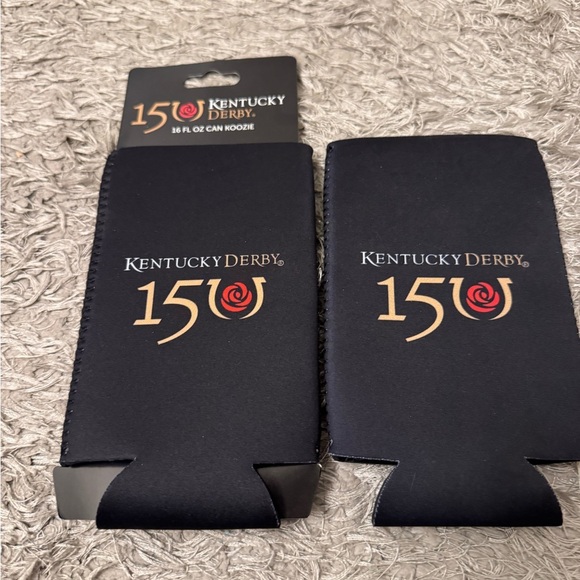 150 KENTUCKY
DERBY®
16 FL OZ CAN KOOZIE
KENTUCKY DERBY®
150
KENTUCKY DERBY®
150